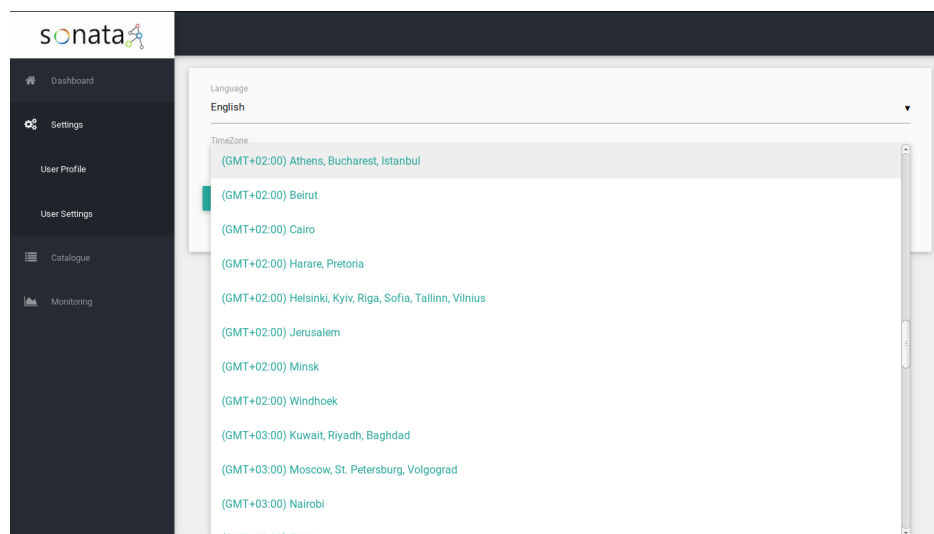 sonata
Dashboard
Settings
User Profile
User Settings
Catalogue
Monitoring
Language
English
TimeZone
(GMT+02:00) Athens, Bucharest, Istanbul
(GMT+02:00) Beirut
(GMT+02:00) Cairo
(GMT+02:00) Harare, Pretoria
(GMT+02:00) Helsinki, Kyiv, Riga, Sofia, Tallinn, Vilnius
(GMT+02:00) Jerusalem
(GMT+02:00) Minsk
(GMT+02:00) Windhoek
(GMT+03:00) Kuwait, Riyadh, Baghdad
(GMT+03:00) Moscow, St. Petersburg, Volgograd
(GMT+03:00) Nairobi